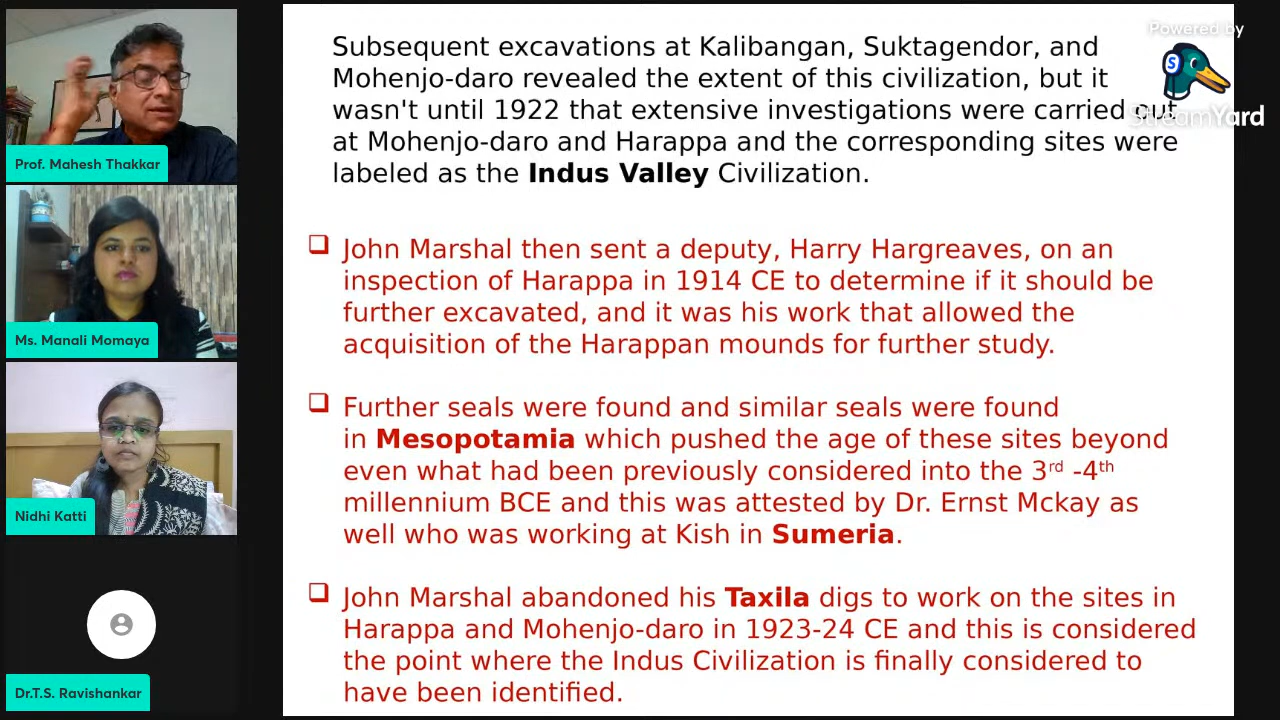 Subsequent excavations at Kalibangan, Suktagendor, and
Mohenjo-daro revealed the extent of this civilization, but it
wasn't until 1922 that extensive investigations were carried out
at Mohenjo-daro and Harappa and the corresponding sites were
labeled as the Indus Valley Civilization.
❑ John Marshal then sent a deputy, Harry Hargreaves, on an
inspection of Harappa in 1914 CE to determine if it should be
further excavated, and it was his work that allowed the
acquisition of the Harappan mounds for further study.
❑ Further seals were found and similar seals were found
in Mesopotamia which pushed the age of these sites beyond
even what had been previously considered into the 3rd -4th
millennium BCE and this was attested by Dr. Ernst Mckay as
well who was working at Kish in Sumeria.
❑ John Marshal abandoned his Taxila digs to work on the sites in
Harappa and Mohenjo-daro in 1923-24 CE and this is considered
the point where the Indus Civilization is finally considered to
have been identified.
Powered by
S
StreamYard
Prof. Mahesh Thakkar
Ms. Manali Momaya
Nidhi Katti
Dr.T.S. Ravishankar